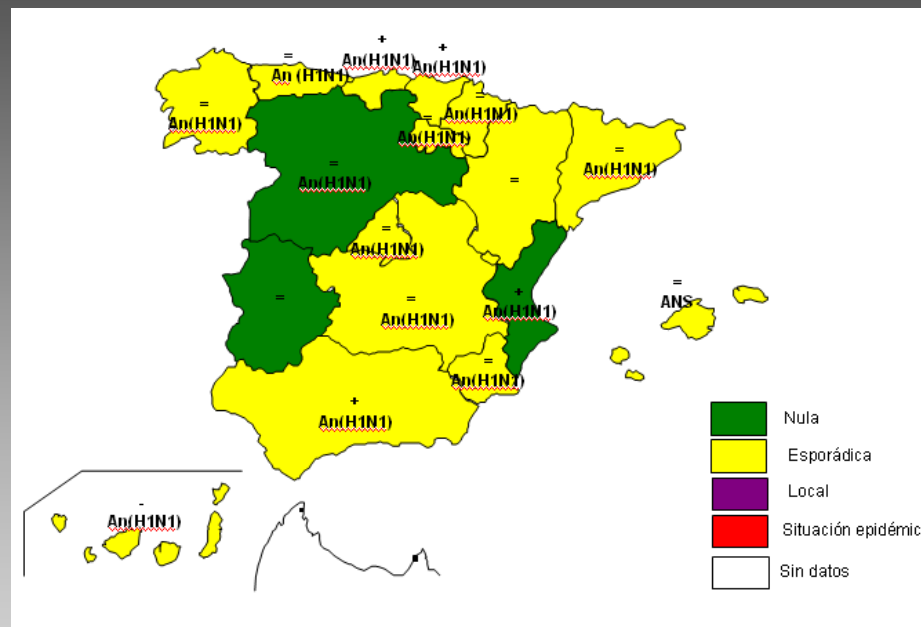 +
An(H1N1)
+
An(H1N1)
=
An (H1N1)
=
An(H1N1)
=
An(H1N1)
=
An(H1N1)
=
An(H1N1)
=
An(H1N1)
=
=
An(H1N1)
=
+
An(H1N1)
=
ANS
=
An(H1N1)
=
An(H1N1)
+
An(H1N1)
-
An(H1N1)
Nula
Esporádica
Local
Situación epidémic
Sin datos